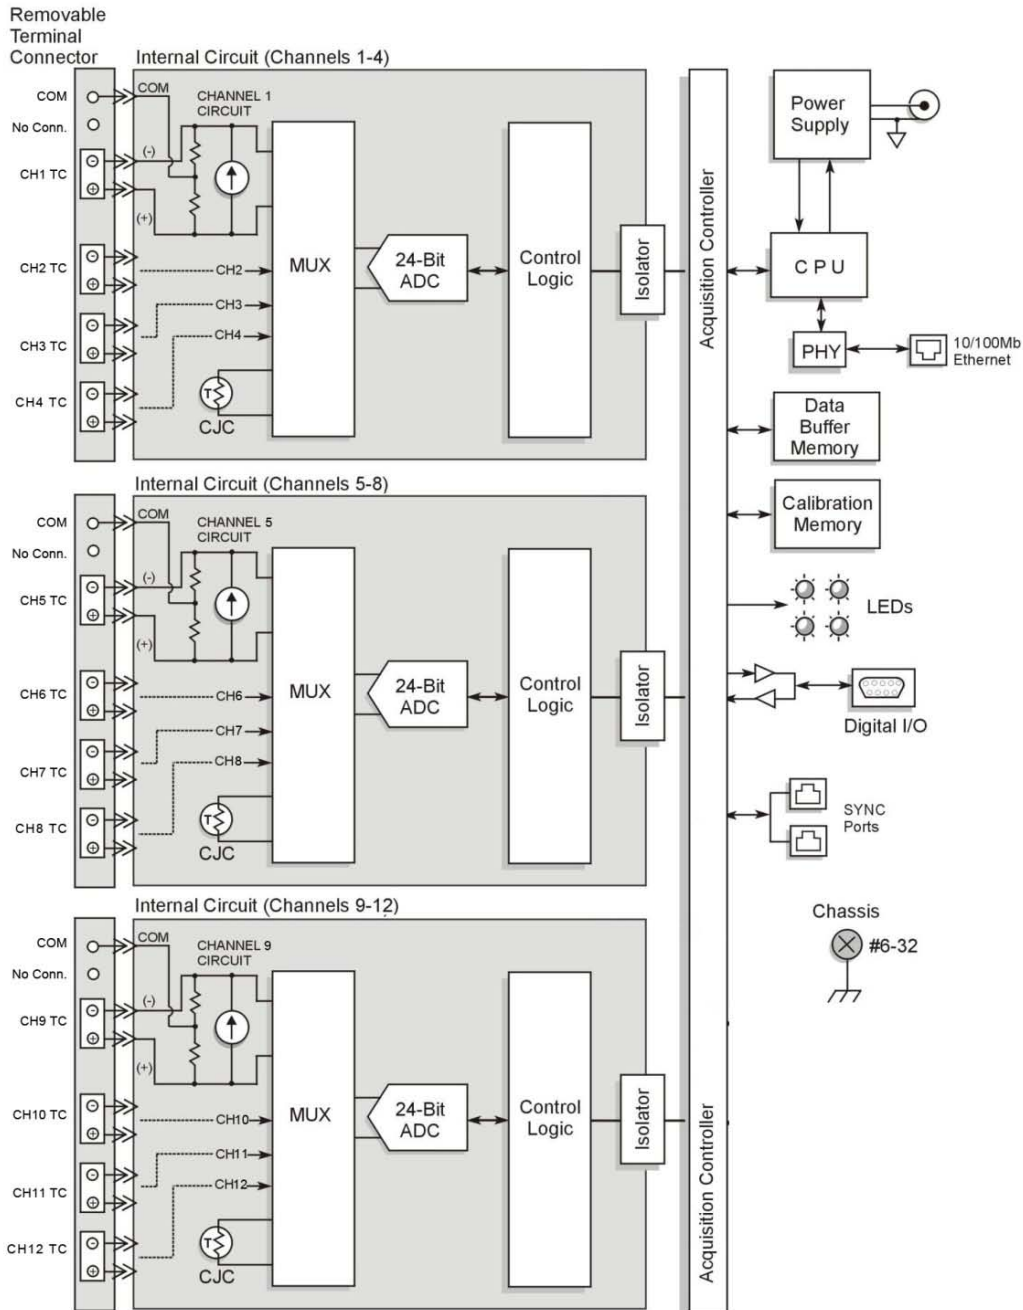 Removable
Terminal
Connector
Internal Circuit (Channels 1-4)
COM
COM
CHANNEL 1
CIRCUIT
No Conn.
(-)
CH1 TC
(+)
CH2 TC
CH2
CH3
CH3 TC
CH4
CH4 TC
T
CJC
MUX
24-Bit
ADC
Control
Logic
Isolator
Internal Circuit (Channels 5-8)
COM
COM
CHANNEL 5
CIRCUIT
No Conn.
(-)
CH5 TC
(+)
CH6 TC
CH6
CH7
CH7 TC
CH8
CH8 TC
T
CJC
MUX
24-Bit
ADC
Control
Logic
Isolator
Internal Circuit (Channels 9-12)
COM
COM
CHANNEL 9
CIRCUIT
No Conn.
(-)
CH9 TC
(+)
CH10 TC
CH10
CH11
CH11 TC
CH12
CH12 TC
T
CJC
MUX
24-Bit
ADC
Control
Logic
Isolator
Acquisition Controller
Acquisition Controller
Power
Supply
CPU
PHY
10/100Mb
Ethernet
Data
Buffer
Memory
Calibration
Memory
LEDs
Digital I/O
SYNC
Ports
Chassis
#6-32